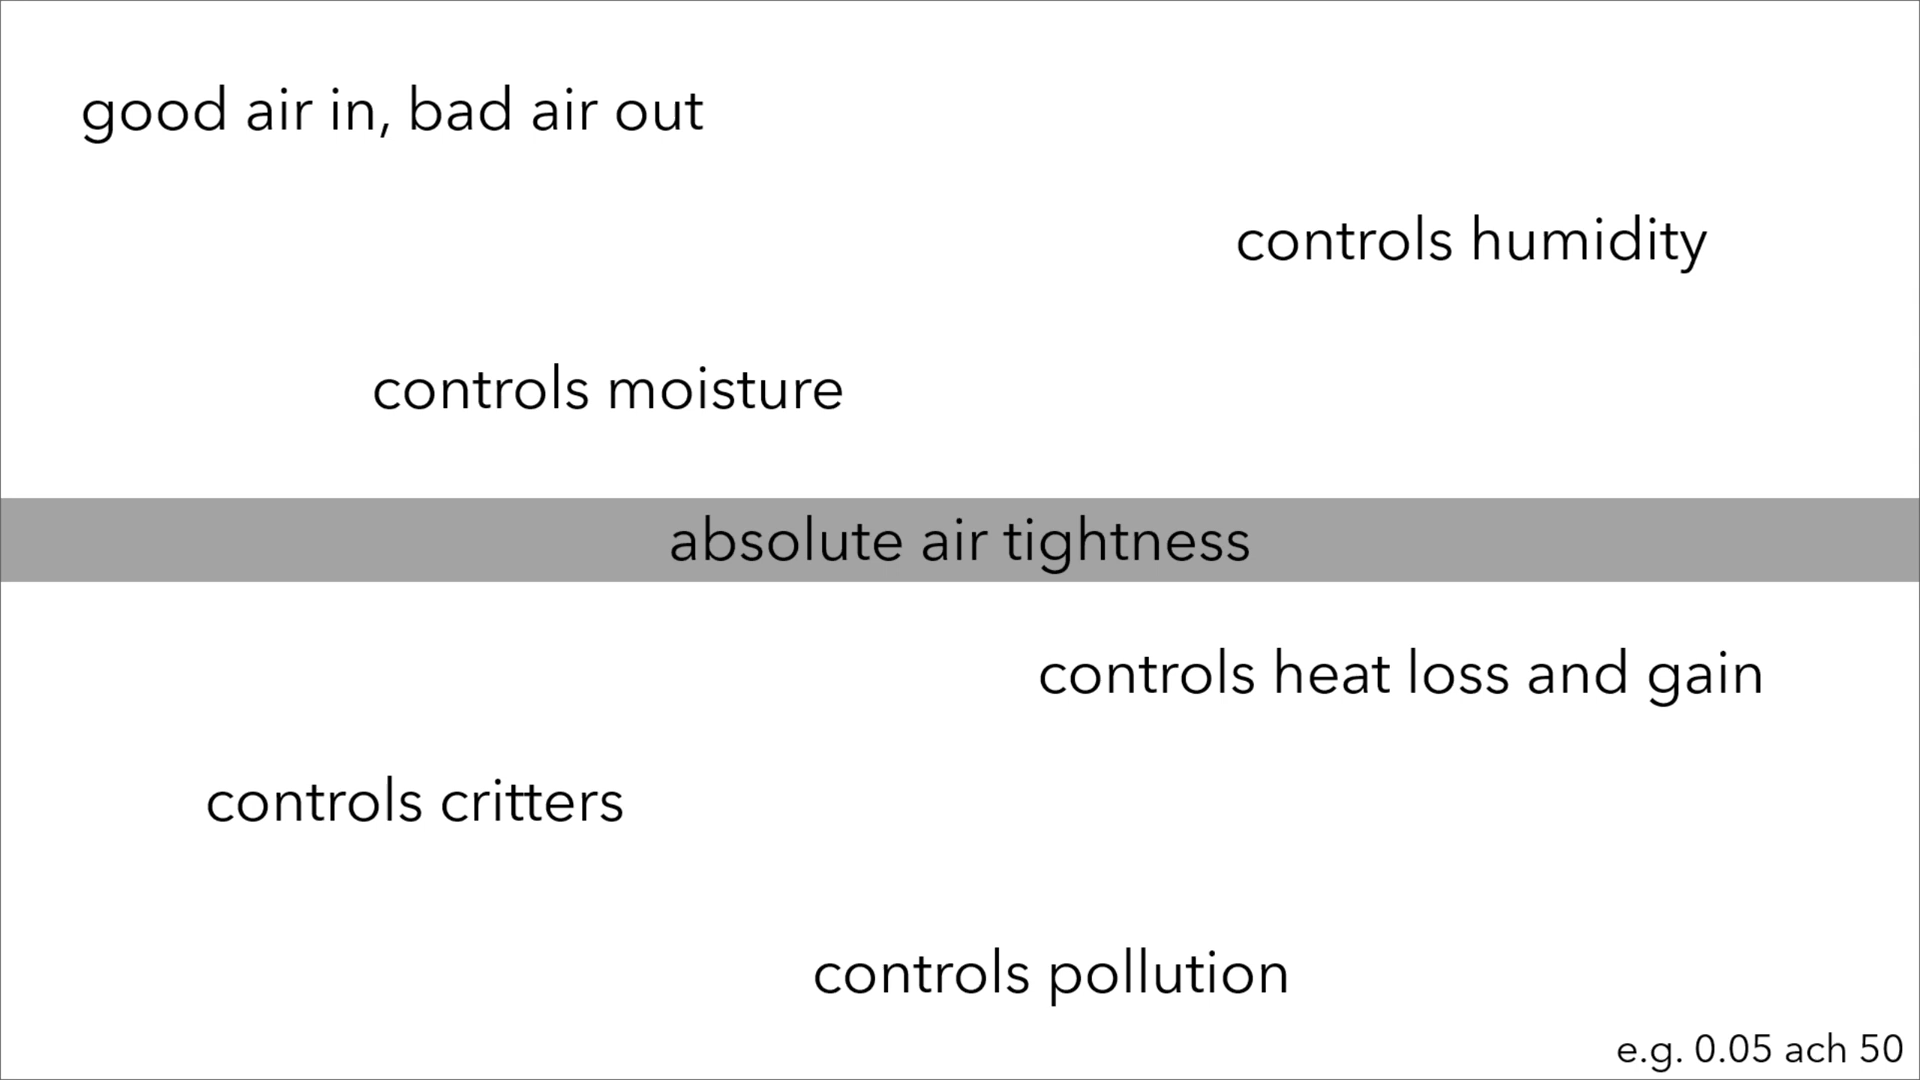 good air in, bad air out
controls humidity
controls moisture
absolute air tightness
controls heat loss and gain
controls critters
controls pollution
e.g. 0.05 ach 50